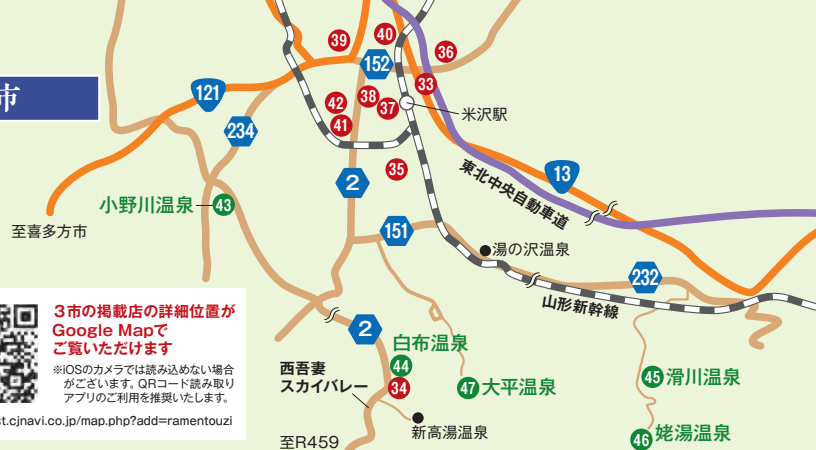 市
39
40
36
152
33
121
42
38
37
41
米沢駅
234
35
東北中央自動車道
13
2
小野川温泉
43
151
至喜多方市
湯の沢温泉
232
山形新幹線
3市の掲載店の詳細位置が
Google Mapで
ご覧いただけます
※iOSのカメラでは読み込めない場合
がございます。QRコード読み取り
アプリのご利用を推奨いたします。
st.cjnavi.co.jp/map.php?add=ramentouzi
2
白布温泉
44
34
西吾妻
スカイバレー
47 大平温泉
45 滑川温泉
新高湯温泉
46 姥湯温泉
至R459